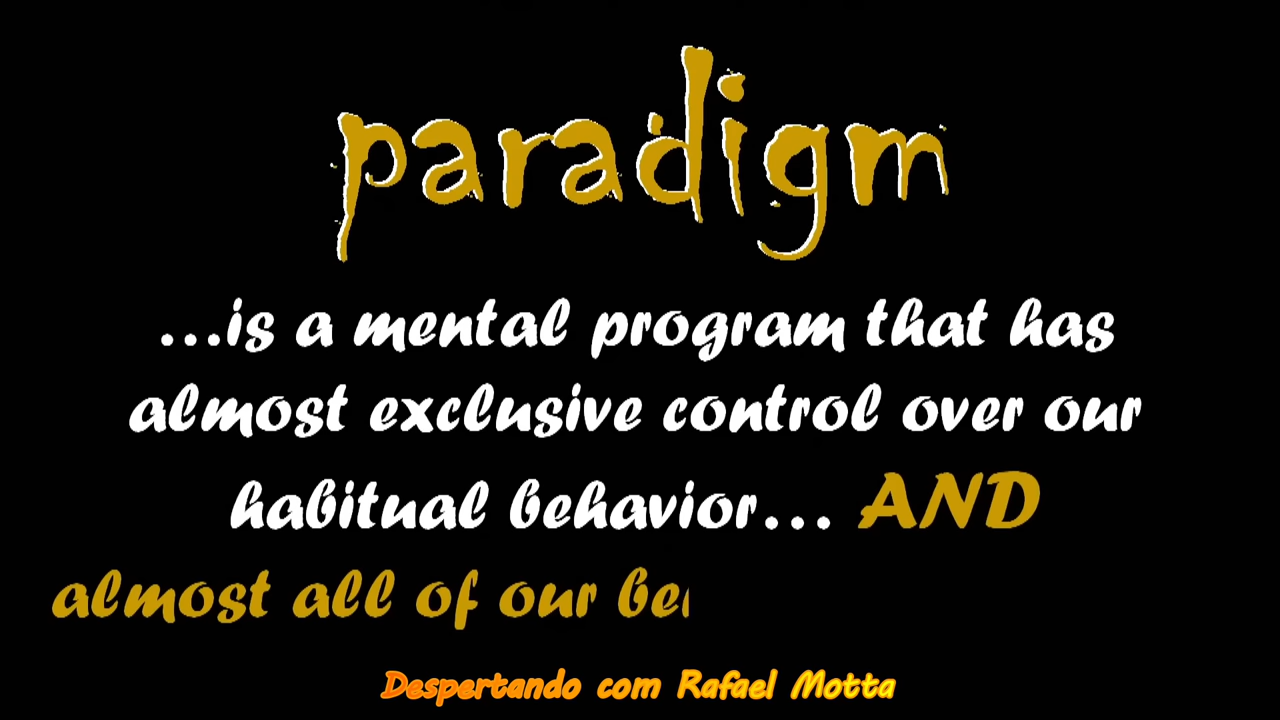 paradigm
...is a mental program that has
almost exclusive control over our
habitual behavior... AND
almost all of our
Despertando com Rafael Motta